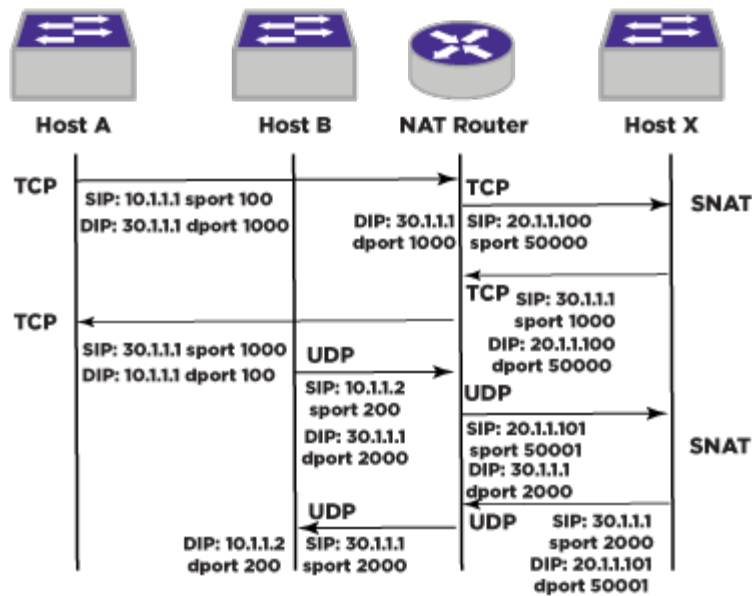 Host A
Host B
NAT Router
Host X
TCP
SIP: 10.1.1.1 sport 100
DIP: 30.1.1.1 dport 1000
TCP
DIP: 30.1.1.1
dport 1000
SIP: 20.1.1.100
sport 50000
SNAT
TCP
SIP: 30.1.1.1
sport 1000
DIP: 20.1.1.100
dport 50000
TCP
SIP: 30.1.1.1 sport 1000
DIP: 10.1.1.1 dport 100
UDP
SIP: 10.1.1.2
sport 200
DIP: 30.1.1.1
dport 2000
UDP
SIP: 20.1.1.101
sport 50001
DIP: 30.1.1.1
dport 2000
SNAT
UDP
SIP: 30.1.1.1
sport 2000
DIP: 20.1.1.101
dport 50001
UDP
DIP: 10.1.1.2
dport 200
SIP: 30.1.1.1
sport 2000